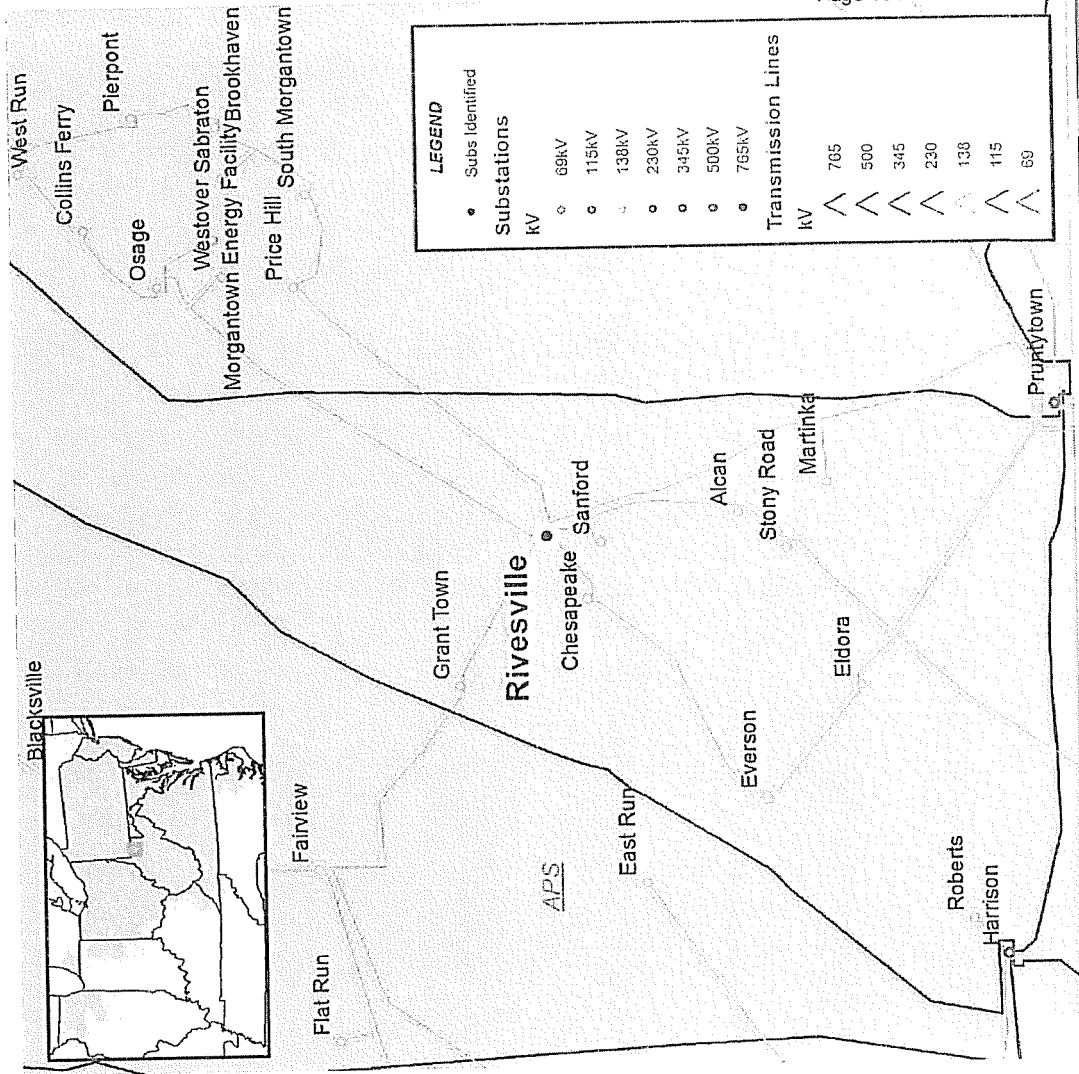 Page
Blacksville
West Run
Collins Ferry
Pierpont
Osage
Westover
Sabraton
Morgantown Energy Facility
Brookhaven
Price Hill
South Morgantown
Fairview
Flat Run
Grant Town
Rivesville
Chesapeake
Sanford
Alcan
Stony Road
Martinka
Eldora
Everson
APS
East Run
Roberts
Harrison
Pruntytown
LEGEND
Subs Identified
Substations
kV
69kV
115kV
138kV
230kV
345kV
500kV
765kV
Transmission Lines
kV
765
500
345
230
138
115
69